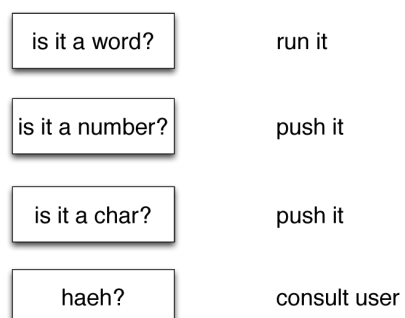 is it a word? run it
is it a number? push it
is it a char? push it
haeh? consult user